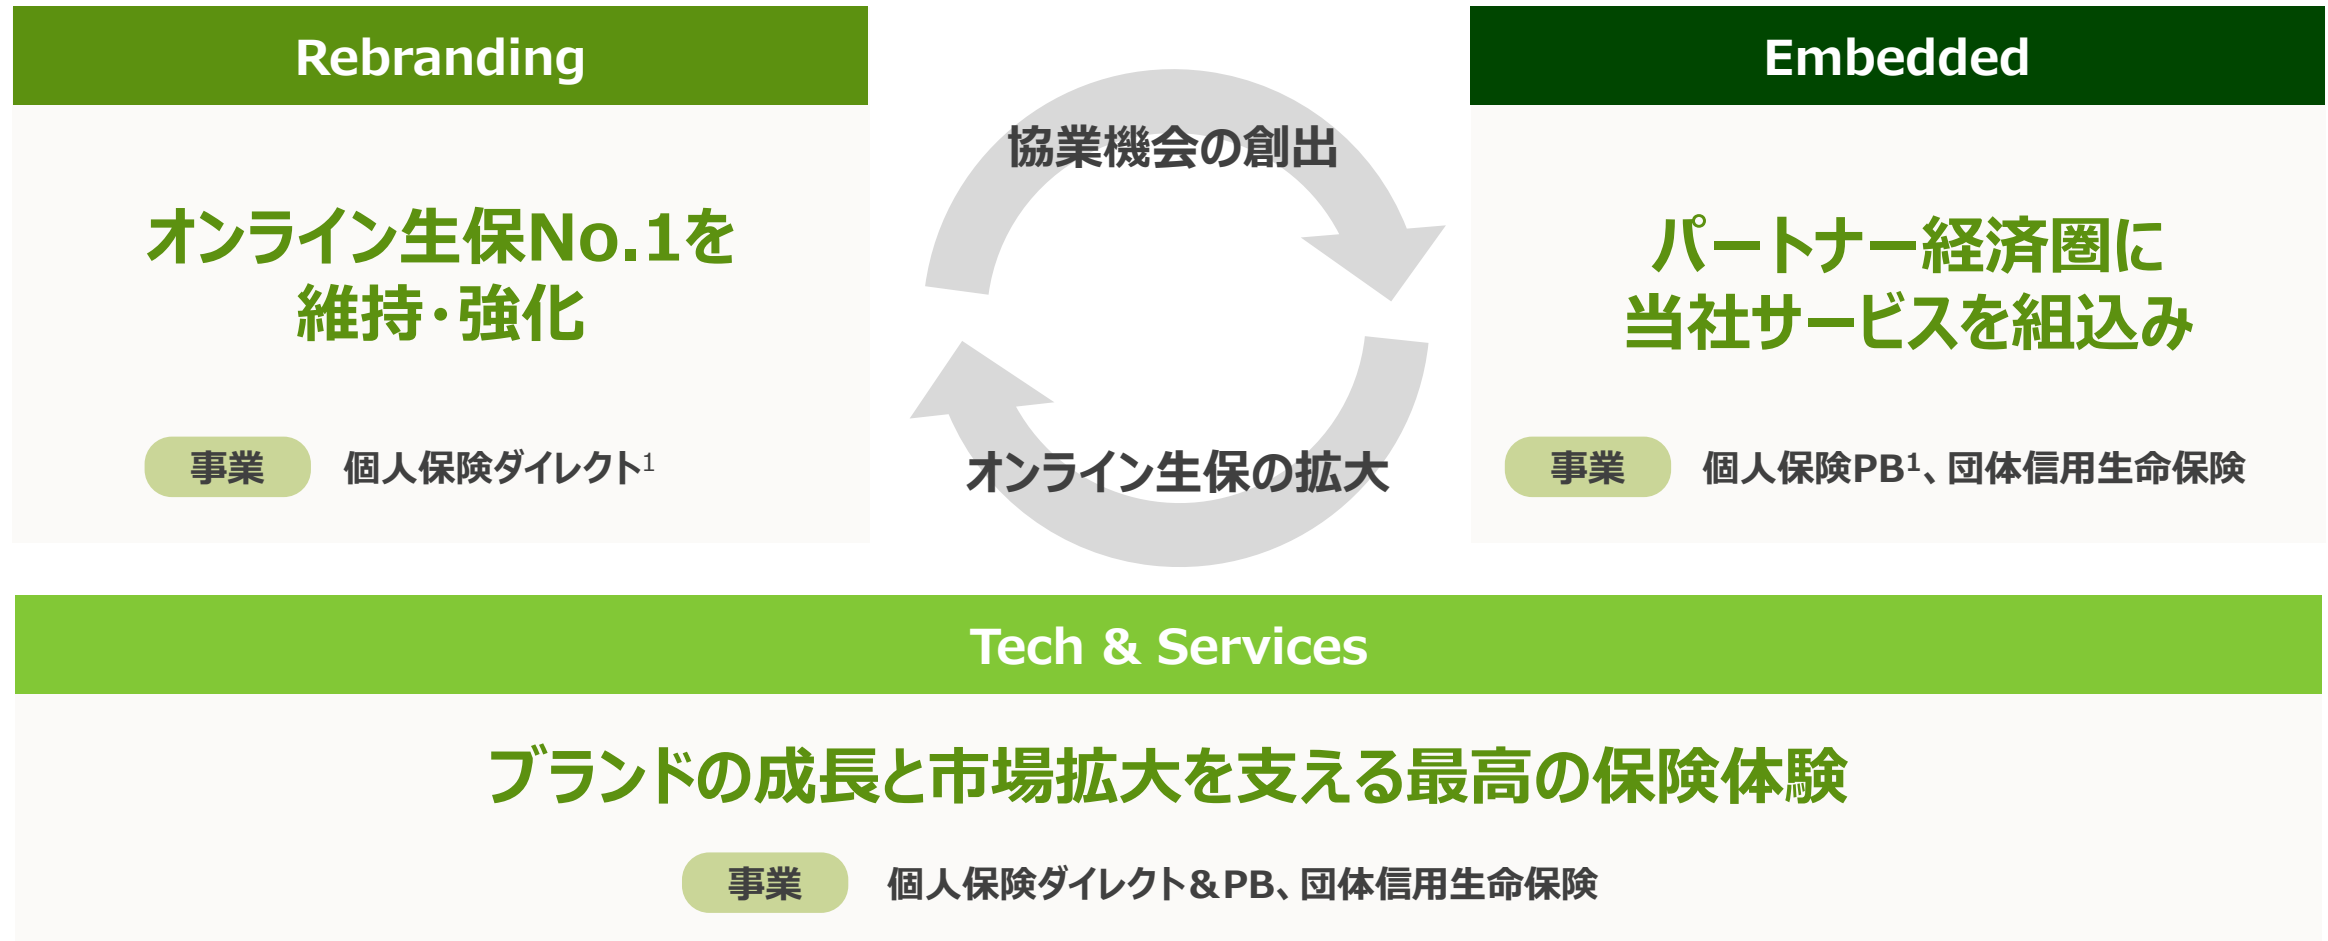 Rebranding
オンライン生保No.1を
維持・強化
事業 個人保険ダイレクト1
協業機会の創出
オンライン生保の拡大
Embedded
パートナー経済圏に
当社サービスを組込み
事業 個人保険PB1、団体信用生命保険
Tech & Services
ブランドの成長と市場拡大を支える最高の保険体験
事業 個人保険ダイレクト&PB、団体信用生命保険